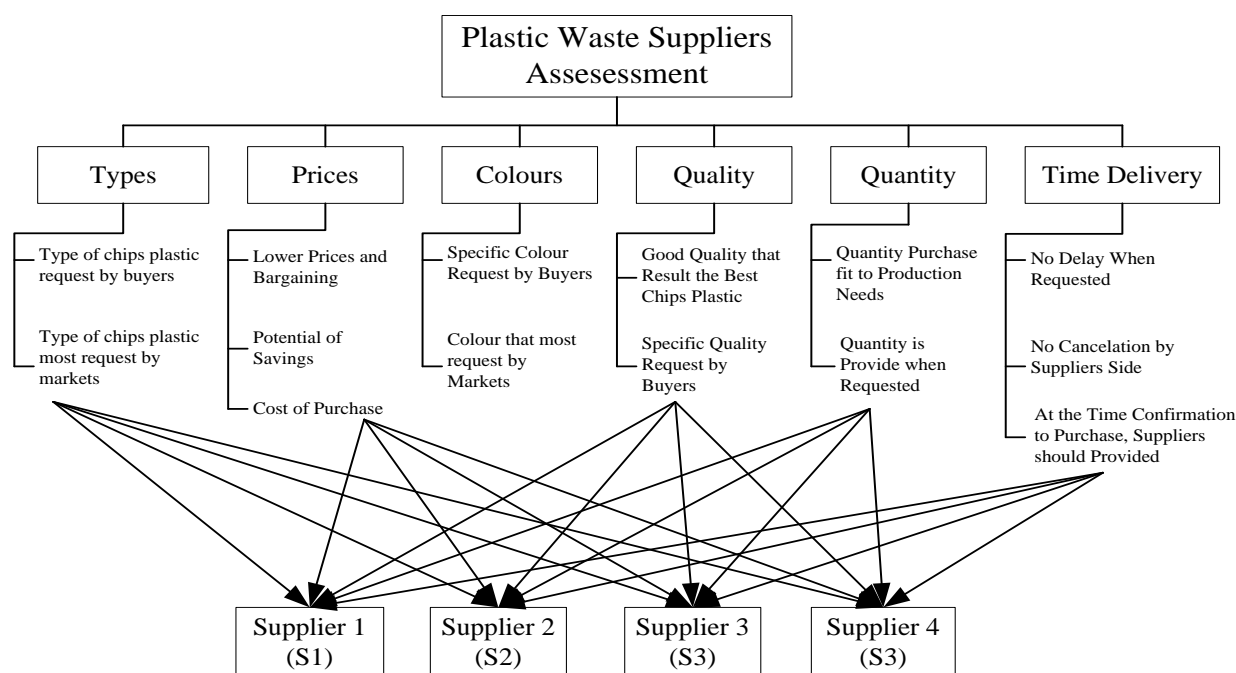 Plastic Waste Suppliers
Assesessment
Types
Prices
Colours
Quality
Quantity
Time Delivery
Type of chips plastic
request by buyers
Type of chips plastic
most request by
markets
Lower Prices and
Bargaining
Potential of
Savings
Cost of Purchase
Specific Colour
Request by Buyers
Colour that most
request by
Markets
Good Quality that
Result the Best
Chips Plastic
Specific Quality
Request by
Buyers
Quantity Purchase
fit to Production
Needs
Quantity is
Provide when
Requested
No Delay When
Requested
No Cancelation by
Suppliers Side
At the Time Confirmation
to Purchase, Suppliers
should Provided
Supplier 1
(S1)
Supplier 2
(S2)
Supplier 3
(S3)
Supplier 4
(S3)